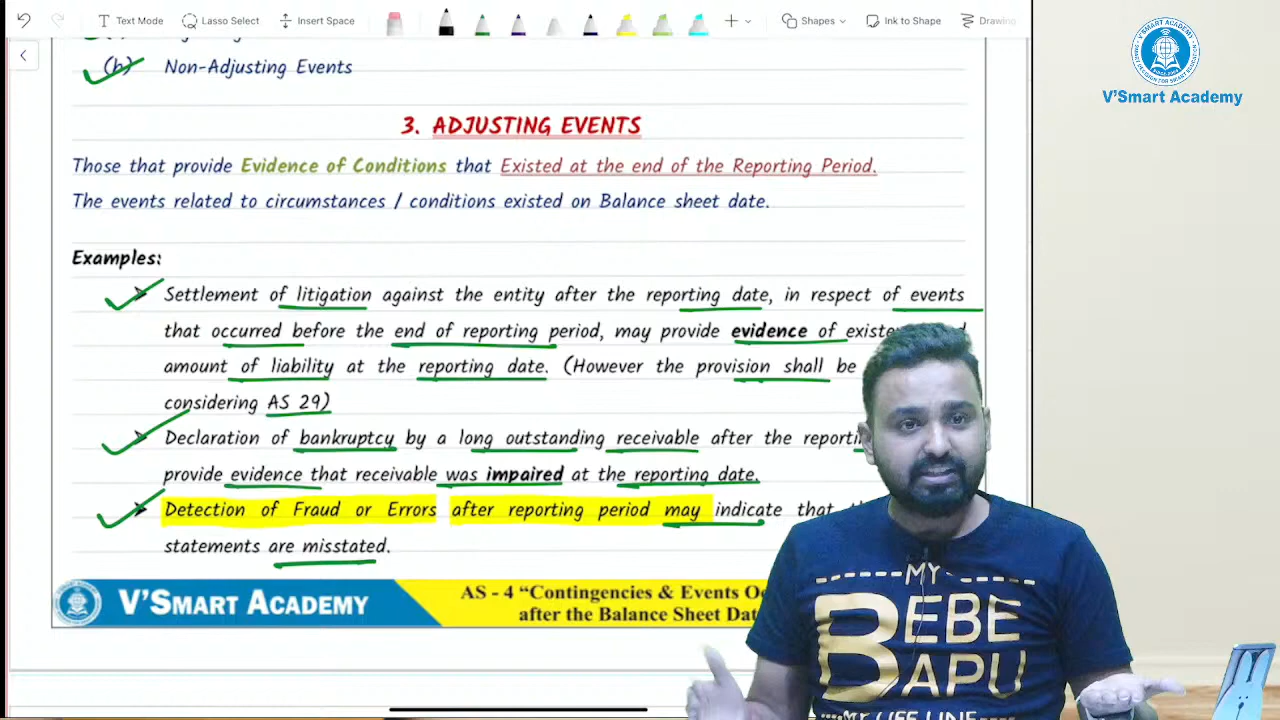 Text Mode Lasso Select Insert Space Shapes Ink to Shape Drawing
V'SMART ACADEMY
V'Smart Academy
(b) Non-Adjusting Events
3. ADJUSTING EVENTS
Those that provide Evidence of Conditions that Existed at the end of the Reporting Period.
The events related to circumstances / conditions existed on Balance sheet date.
Examples:
Settlement of litigation against the entity after the reporting date, in respect of events
that occurred before the end of reporting period, may provide evidence of
amount of liability at the reporting date. (However the provision shall be
considering AS 29)
Declaration of bankruptcy by a long outstanding receivable after the
provide evidence that receivable was impaired at the reporting date.
Detection of Fraud or Errors after reporting period may indicate that
statements are misstated.
V'SMART ACADEMY
AS - 4 "Contingencies & Events
after the Balance Sheet
MY
BEBE
BAPU
MY LIFE LINE